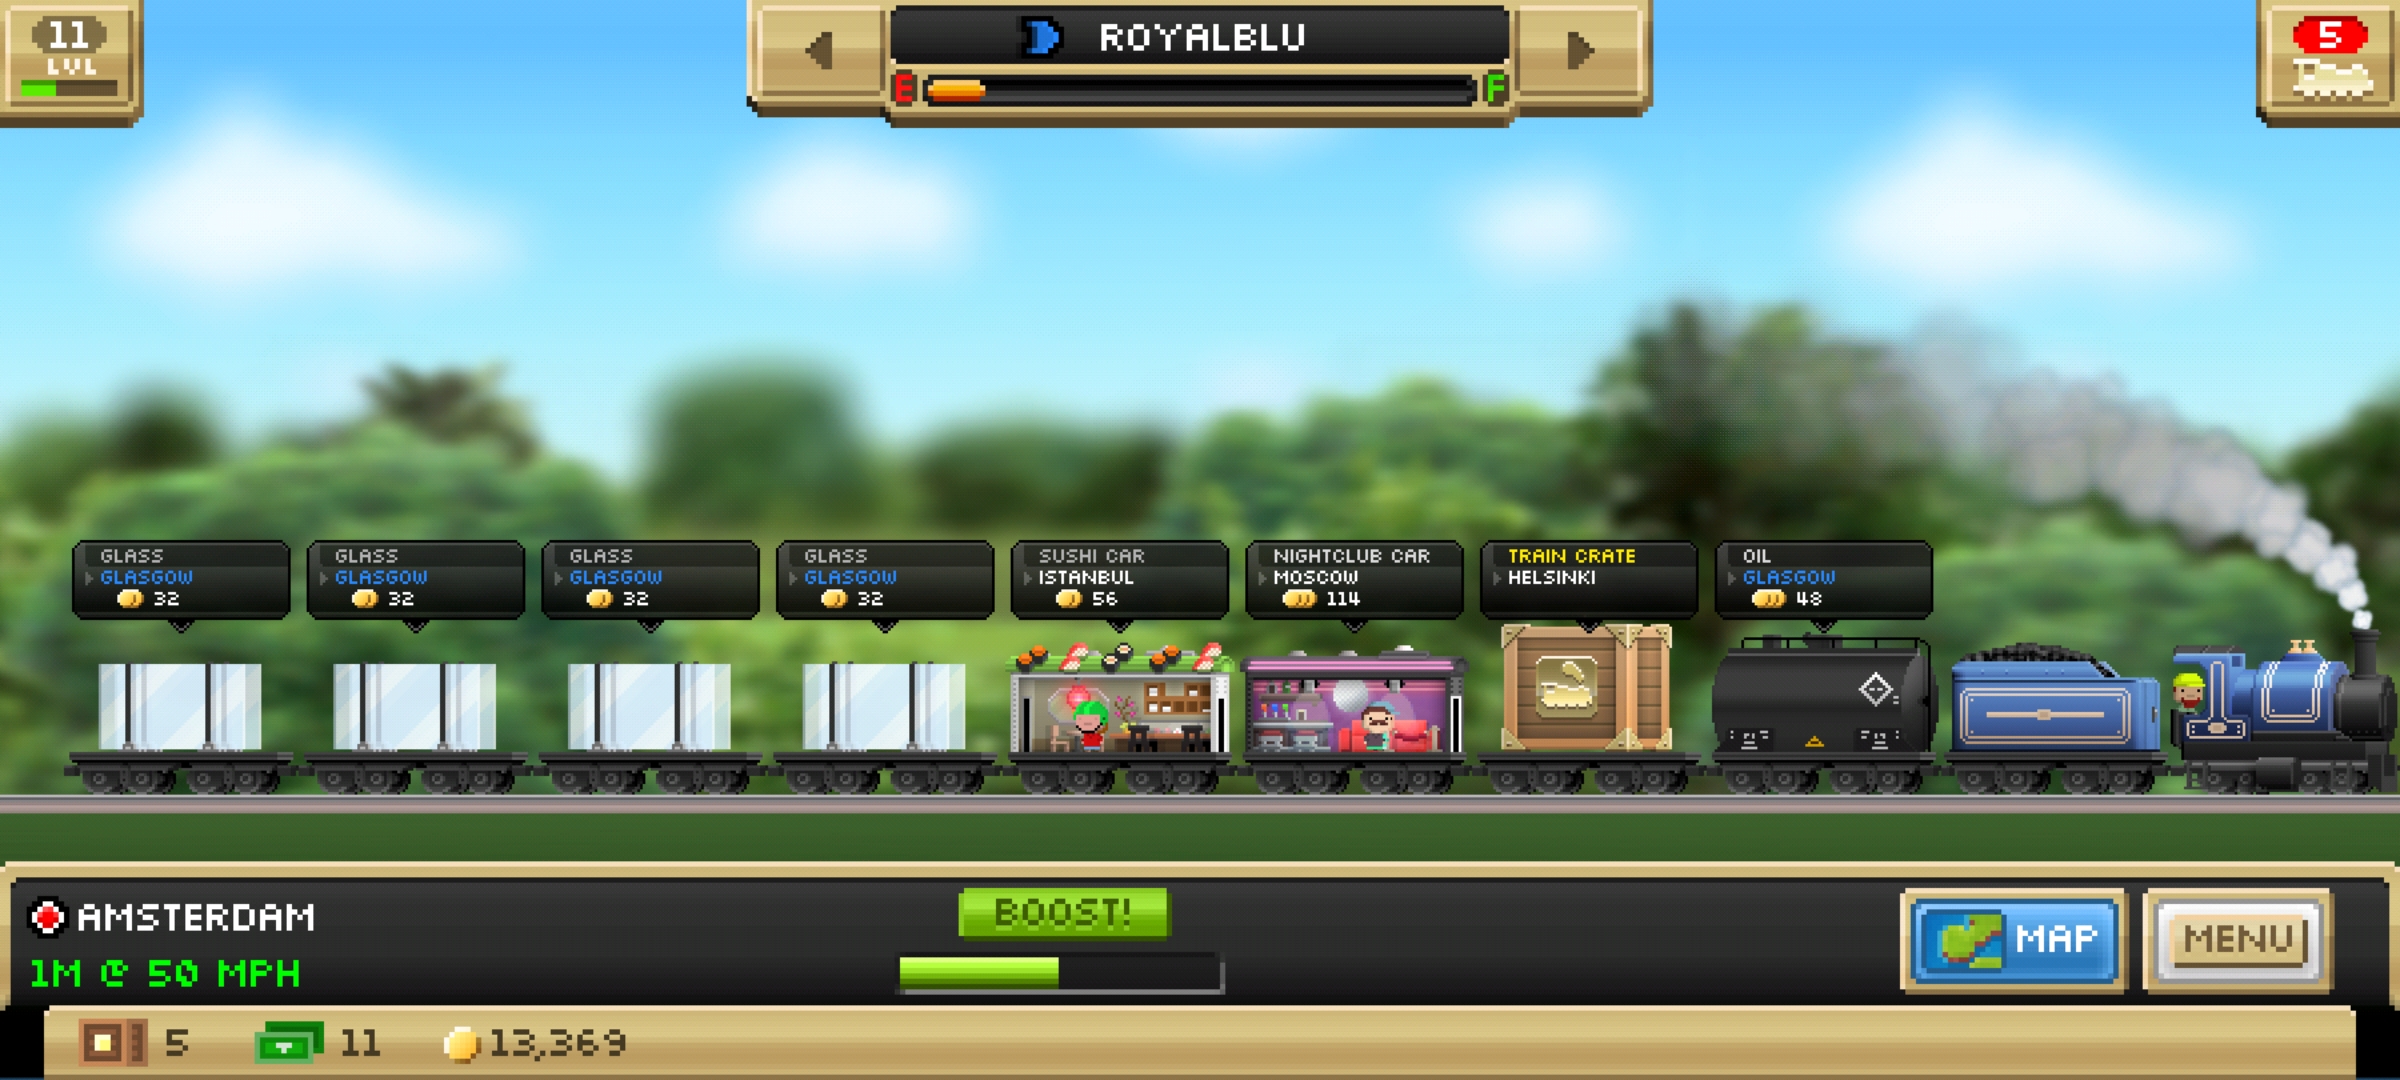 11
LVL
ROYALBLU
E
F
5
GLASS
GLASGOW
32
GLASS
GLASGOW
32
GLASS
GLASGOW
32
GLASS
GLASGOW
32
SUSHI CAR
ISTANBUL
56
NIGHTCLUB CAR
MOSCOW
114
TRAIN CRATE
HELSINKI
OIL
GLASGOW
48
AMSTERDAM
1M @ 50 MPH
BOOST!
MAP
MENU
5
11
13,369